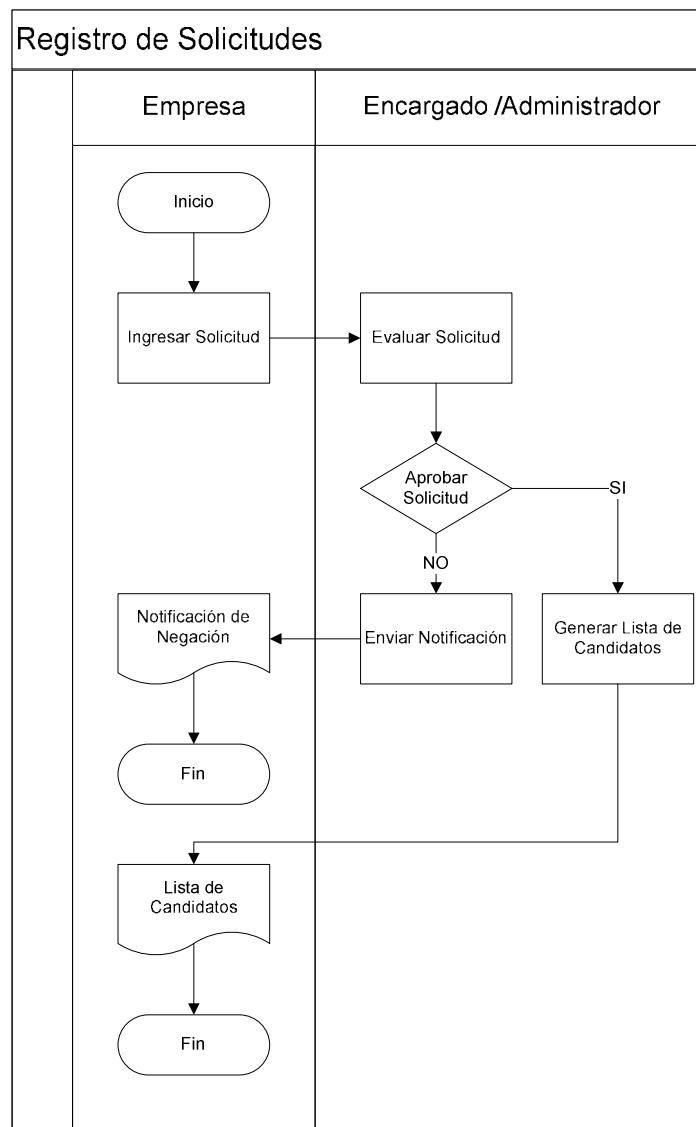 Registro de Solicitudes
Empresa
Encargado /Administrador
Inicio
Ingresar Solicitud
Evaluar Solicitud
Aprobar
Solicitud
SI
NO
Notificación de
Negación
Enviar Notificación
Generar Lista de
Candidatos
Fin
Lista de
Candidatos
Fin